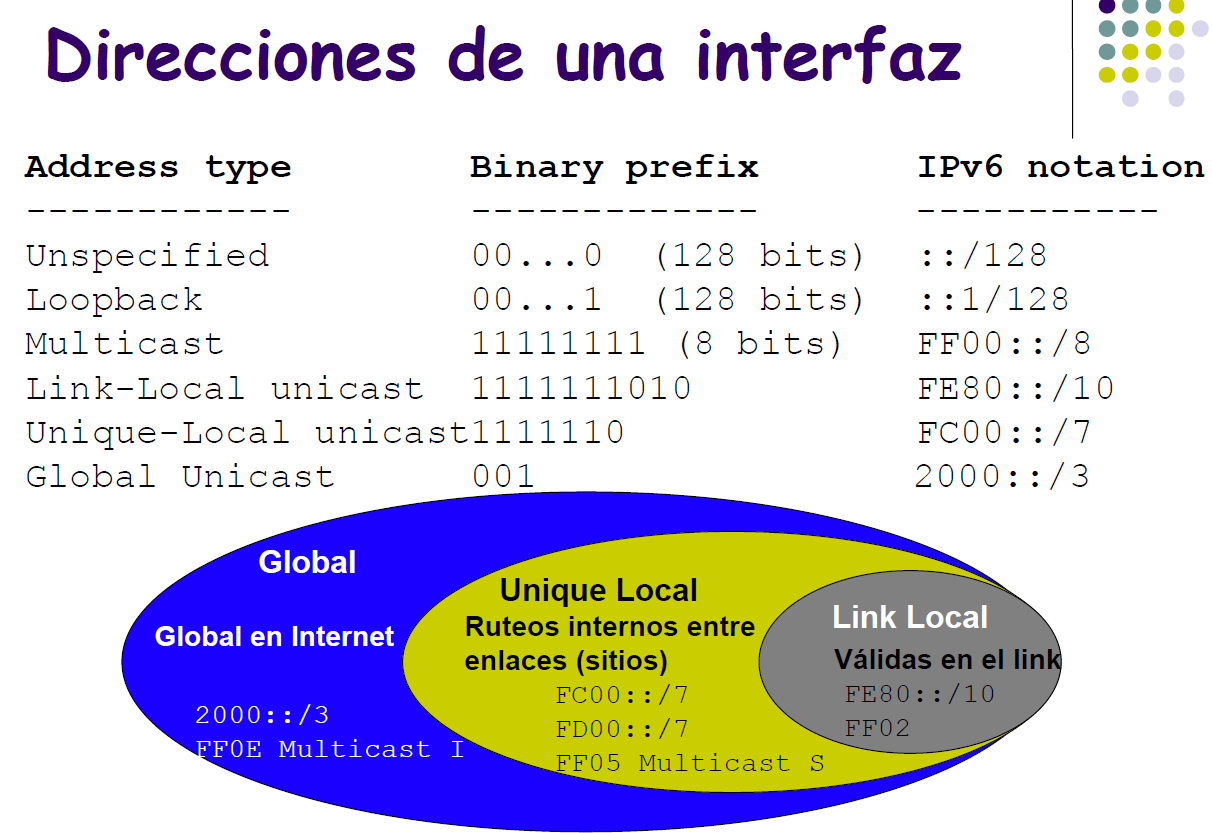 Direcciones de una interfaz
Address type Binary prefix IPv6 notation
------------ ------------- -----------
Unspecified 00...0 (128 bits) ::/128
Loopback 00...1 (128 bits) ::1/128
Multicast 11111111 (8 bits) FF00::/8
Link-Local unicast 1111111010 FE80::/10
Unique-Local unicast1111110 FC00::/7
Global Unicast 001 2000::/3
Global
Global en Internet
2000::/3
FF0E Multicast I
Unique Local
Ruteos internos entre
enlaces (sitios)
FC00::/7
FD00::/7
FF05 Multicast S
Link Local
Válidas en el link
FE80::/10
FF02